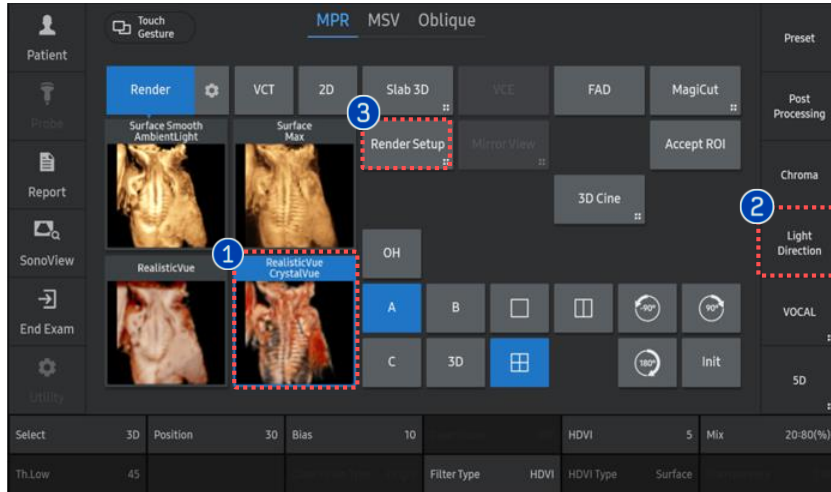 Touch
Gesture
MPR MSV Oblique
Patient
Probe
Report
SonoView
End Exam
Utility
Render
VCT
2D
Slab 3D
VCE
FAD
MagiCut
Surface Smooth
AmbientLight
Surface
Max
3
Render Setup
Mirror View
Accept ROI
3D Cine
1
RealisticVue
RealisticVue
CrystalVue
OH
A
B
-90°
90°
C
3D
180°
Init
Preset
Post
Processing
Chroma
2
Light
Direction
VOCAL
5D
Select 3D Position 30 Bias 10 HDVI 5 Mix 20:80(%)
Th.Low 45 Filter Type HDVI HDVI Type Surface